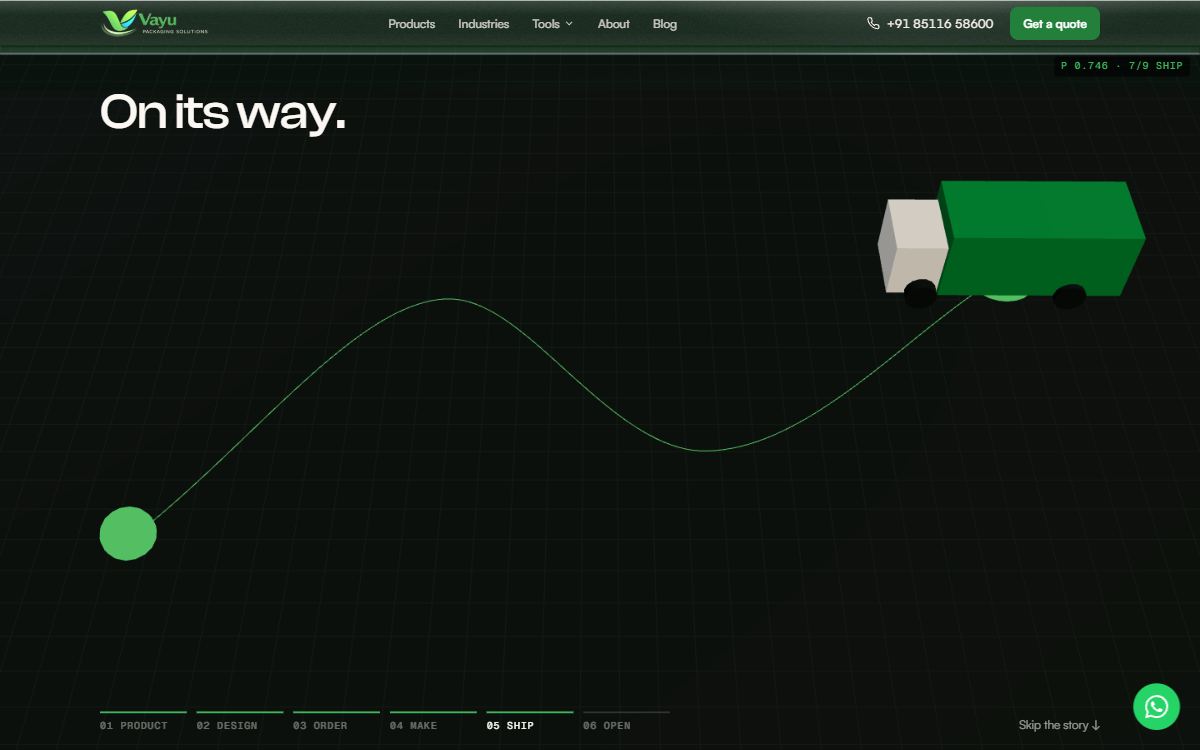 Vayu
PACKAGING SOLUTIONS
Products
Industries
Tools
About
Blog
+91 85116 58600
Get a quote
P 0.746 · 7/9 SHIP
On its way.
01 PRODUCT
02 DESIGN
03 ORDER
04 MAKE
05 SHIP
06 OPEN
Skip the story ↓